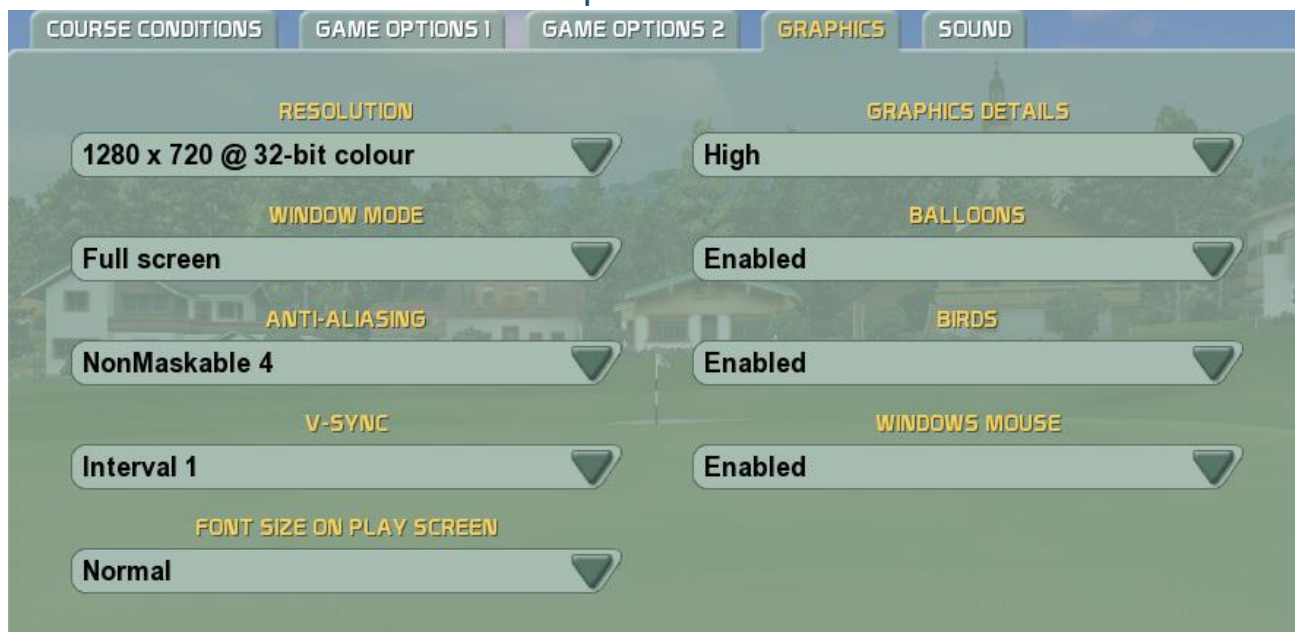 COURSE CONDITIONS GAME OPTIONS 1 GAME OPTIONS 2 GRAPHICS SOUND
RESOLUTION
1280 x 720 @ 32-bit colour
WINDOW MODE
Full screen
ANTI-ALIASING
NonMaskable 4
V-SYNC
Interval 1
FONT SIZE ON PLAY SCREEN
Normal
GRAPHICS DETAILS
High
BALLOONS
Enabled
BIRDS
Enabled
WINDOWS MOUSE
Enabled